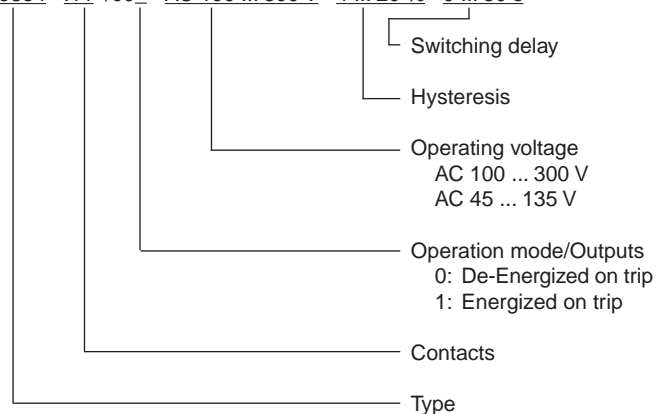 Switching delay
Hysteresis
Operating voltage
AC 100 ... 300 V
AC 45 ... 135 V
Operation mode/Outputs
0: De-Energized on trip
1: Energized on trip
Contacts
Type